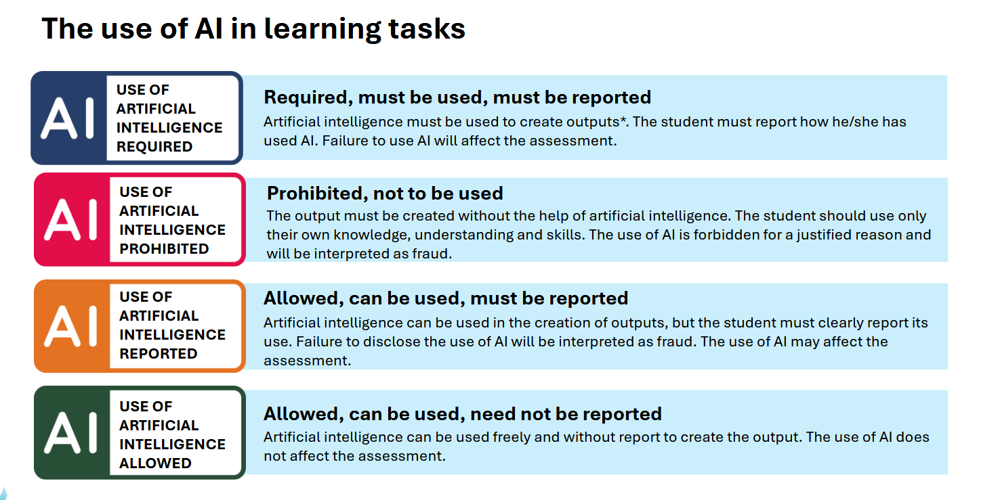 The use of AI in learning tasks
AI
USE OF
ARTIFICIAL
INTELLIGENCE
REQUIRED
Required, must be used, must be reported
Artificial intelligence must be used to create outputs*. The student must report how he/she has
used AI. Failure to use AI will affect the assessment.
AI
USE OF
ARTIFICIAL
INTELLIGENCE
PROHIBITED
Prohibited, not to be used
The output must be created without the help of artificial intelligence. The student should use only
their own knowledge, understanding and skills. The use of AI is forbidden for a justified reason and
will be interpreted as fraud.
AI
USE OF
ARTIFICIAL
INTELLIGENCE
REPORTED
Allowed, can be used, must be reported
Artificial intelligence can be used in the creation of outputs, but the student must clearly report its
use. Failure to disclose the use of AI will be interpreted as fraud. The use of AI may affect the
assessment.
AI
USE OF
ARTIFICIAL
INTELLIGENCE
ALLOWED
Allowed, can be used, need not be reported
Artificial intelligence can be used freely and without report to create the output. The use of AI does
not affect the assessment.